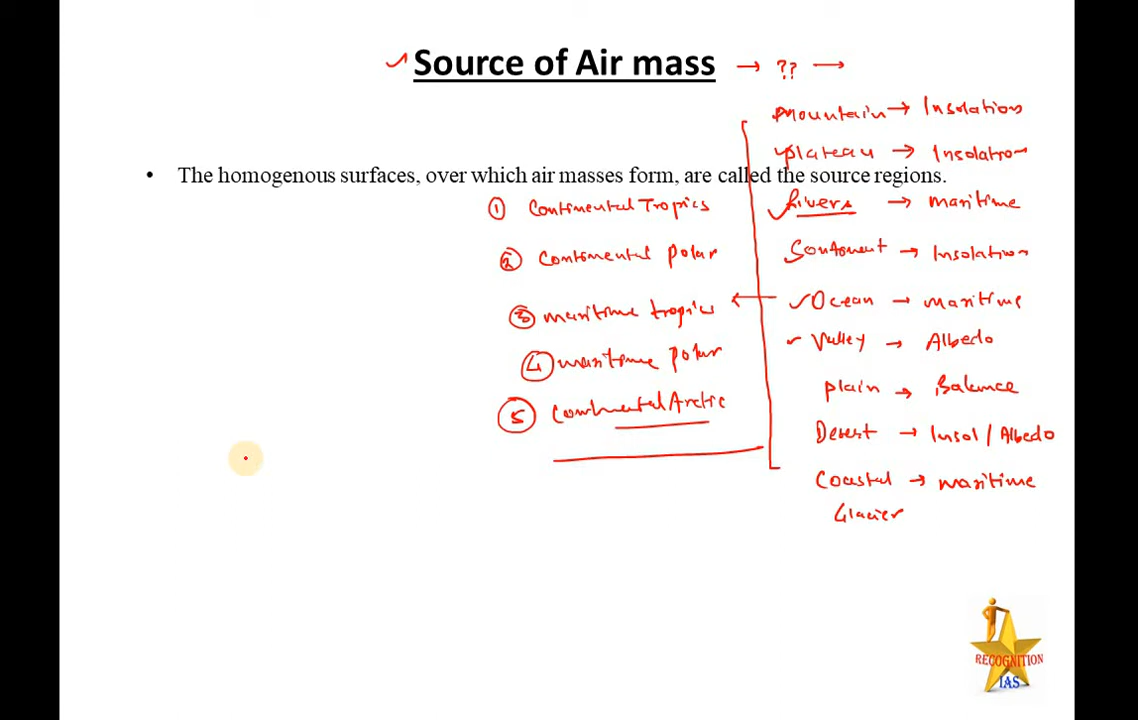 Source of Air mass → ?? →
mountain → Insolation
Plateau → Insolation
• The homogenous surfaces, over which air masses form, are called the source regions.
① Continental Tropics
Rivers → maritime
② Continental polar
→ Insolation
③ maritime tropics
Ocean → maritime
④ maritime polar
Valley → Albedo
⑤ Continental Arctic
plain → Balance
Desert → Insol / Albedo
Coastal → maritime
Glacier
RECOGNITION
IAS